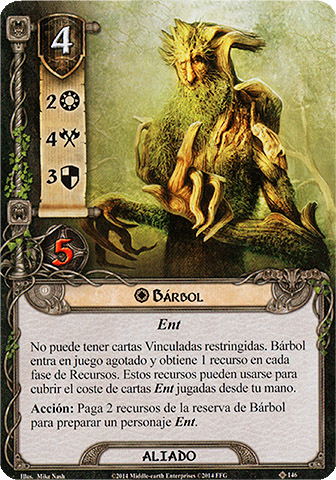 4
2
4
3
5
Bárbol
Ent
No puede tener cartas Vinculadas restringidas. Bárbol
entra en juego agotado y obtiene 1 recurso en cada
fase de Recursos. Estos recursos pueden usarse para
cubrir el coste de cartas Ent jugadas desde tu mano.
Acción: Paga 2 recursos de la reserva de Bárbol
para preparar un personaje Ent.
ALIADO
Illus. Mike Nash
©2014 Middle-earth Enterprises ©2014 FFG
146